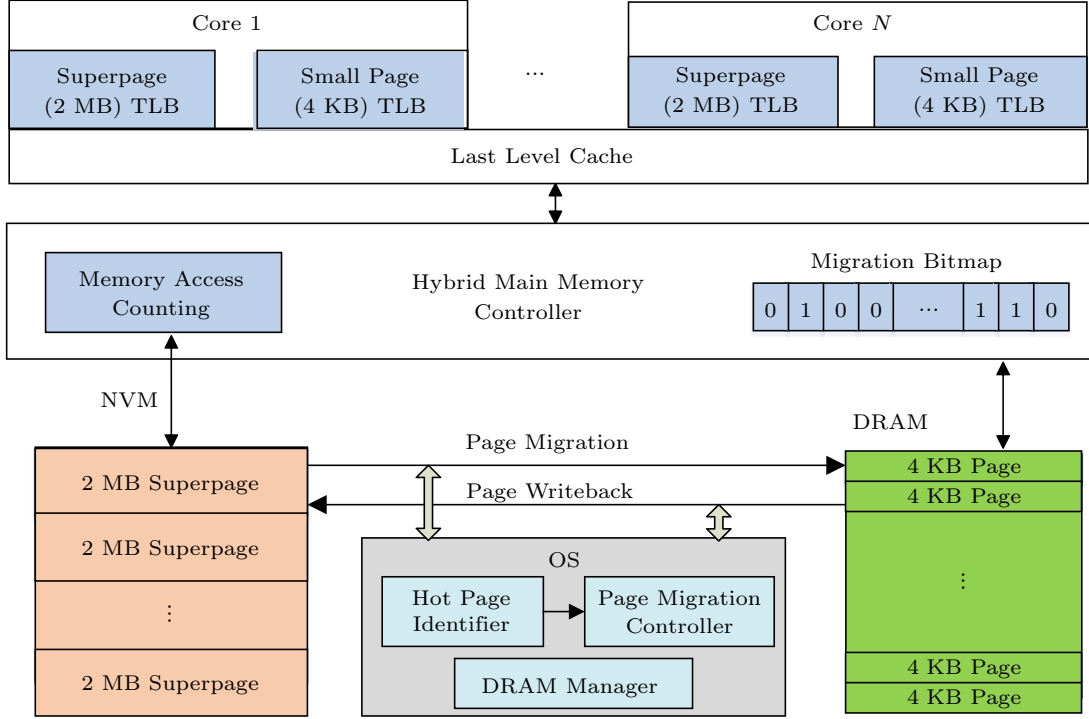 Core 1
Core N
Superpage
(2 MB) TLB
Small Page
(4 KB) TLB
...
Superpage
(2 MB) TLB
Small Page
(4 KB) TLB
Last Level Cache
Memory Access
Counting
Hybrid Main Memory
Controller
Migration Bitmap
0 1 0 0 ... 1 1 0
NVM
DRAM
Page Migration
Page Writeback
2 MB Superpage
2 MB Superpage
⋮
2 MB Superpage
OS
Hot Page
Identifier
Page Migration
Controller
DRAM Manager
4 KB Page
4 KB Page
⋮
4 KB Page
4 KB Page